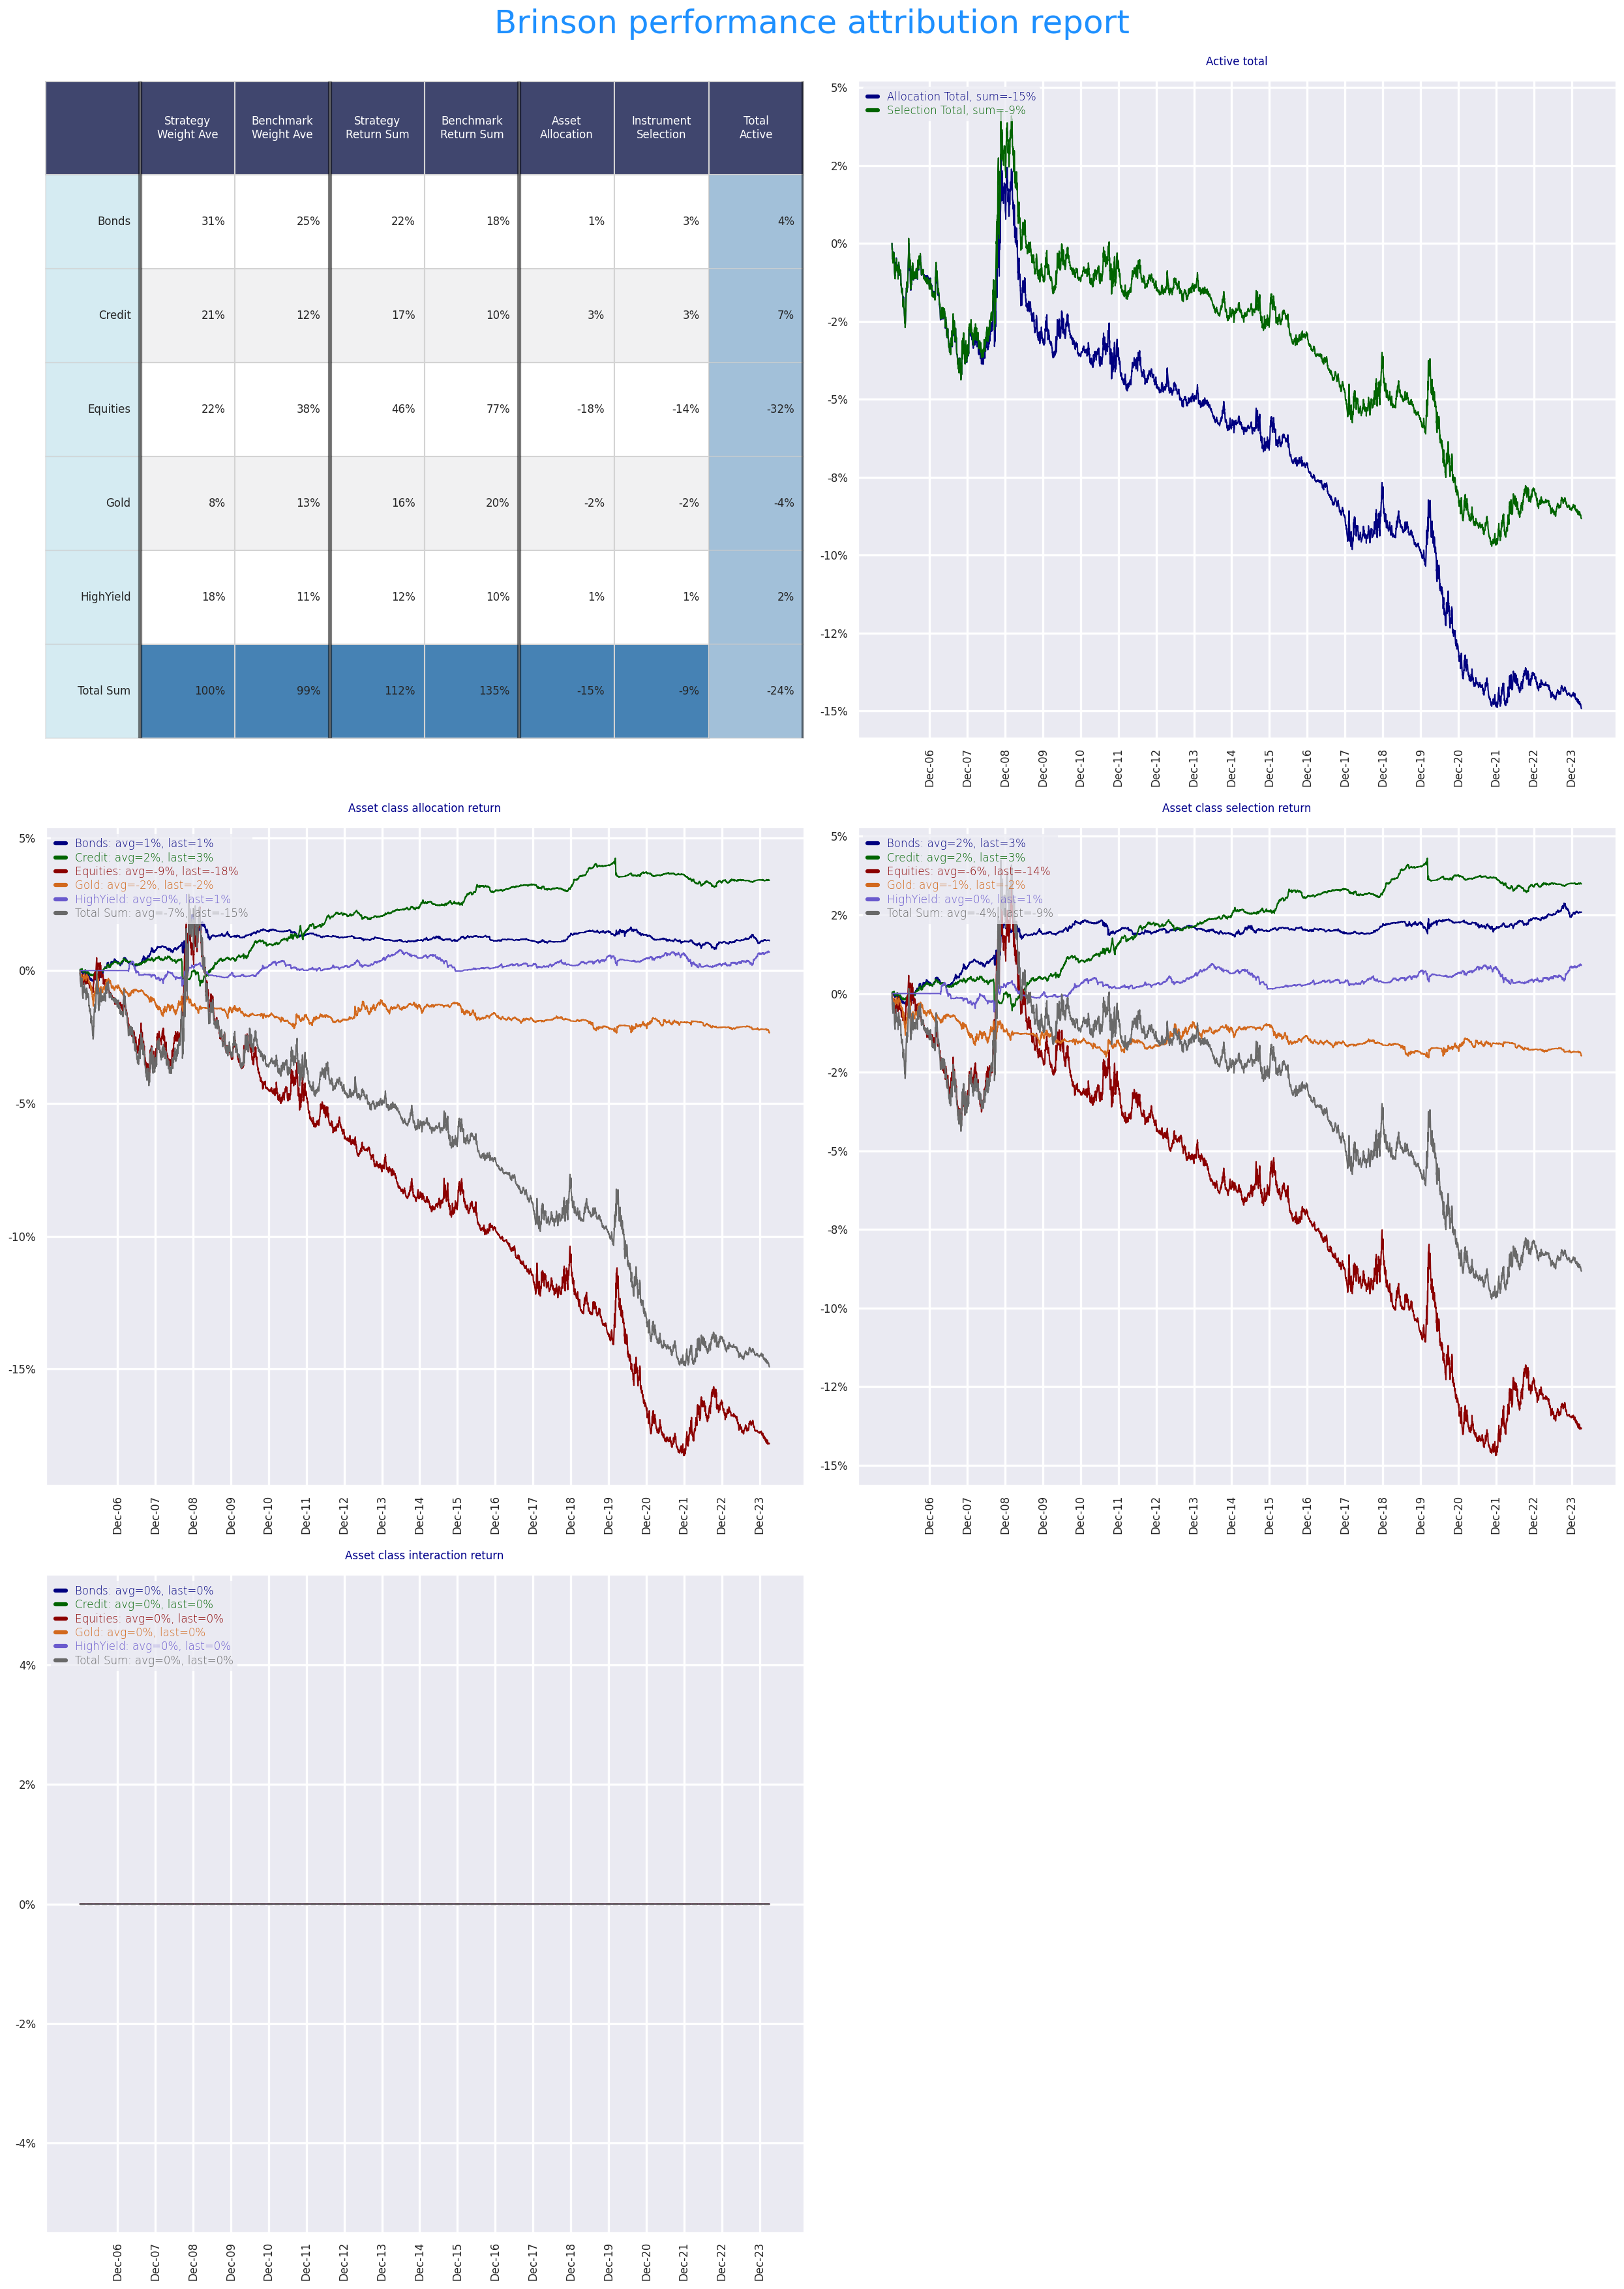 Brinson performance attribution report
Strategy Weight Ave Benchmark Weight Ave Strategy Return Sum Benchmark Return Sum Asset Allocation Instrument Selection Total Active
Bonds 31% 25% 22% 18% 1% 3% 4%
Credit 21% 12% 17% 10% 3% 3% 7%
Equities 22% 38% 46% 77% -18% -14% -32%
Gold 8% 13% 16% 20% -2% -2% -4%
HighYield 18% 11% 12% 10% 1% 1% 2%
Total Sum 100% 99% 112% 135% -15% -9% -24%
Active total
Allocation Total, sum=-15%
Selection Total, sum=-9%
5%
2%
0%
-2%
-5%
-8%
-10%
-12%
-15%
Dec-06 Dec-07 Dec-08 Dec-09 Dec-10 Dec-11 Dec-12 Dec-13 Dec-14 Dec-15 Dec-16 Dec-17 Dec-18 Dec-19 Dec-20 Dec-21 Dec-22 Dec-23
Asset class allocation return
Bonds: avg=1%, last=1%
Credit: avg=2%, last=3%
Equities: avg=-9%, last=-18%
Gold: avg=-2%, last=-2%
HighYield: avg=0%, last=1%
Total Sum: avg=-7%, last=-15%
5%
0%
-5%
-10%
-15%
Dec-06 Dec-07 Dec-08 Dec-09 Dec-10 Dec-11 Dec-12 Dec-13 Dec-14 Dec-15 Dec-16 Dec-17 Dec-18 Dec-19 Dec-20 Dec-21 Dec-22 Dec-23
Asset class selection return
Bonds: avg=2%, last=3%
Credit: avg=2%, last=3%
Equities: avg=-6%, last=-14%
Gold: avg=-1%, last=-2%
HighYield: avg=0%, last=1%
Total Sum: avg=-4%, last=-9%
5%
2%
0%
-2%
-5%
-8%
-10%
-12%
-15%
Dec-06 Dec-07 Dec-08 Dec-09 Dec-10 Dec-11 Dec-12 Dec-13 Dec-14 Dec-15 Dec-16 Dec-17 Dec-18 Dec-19 Dec-20 Dec-21 Dec-22 Dec-23
Asset class interaction return
Bonds: avg=0%, last=0%
Credit: avg=0%, last=0%
Equities: avg=0%, last=0%
Gold: avg=0%, last=0%
HighYield: avg=0%, last=0%
Total Sum: avg=0%, last=0%
4%
2%
0%
-2%
-4%
Dec-06 Dec-07 Dec-08 Dec-09 Dec-10 Dec-11 Dec-12 Dec-13 Dec-14 Dec-15 Dec-16 Dec-17 Dec-18 Dec-19 Dec-20 Dec-21 Dec-22 Dec-23